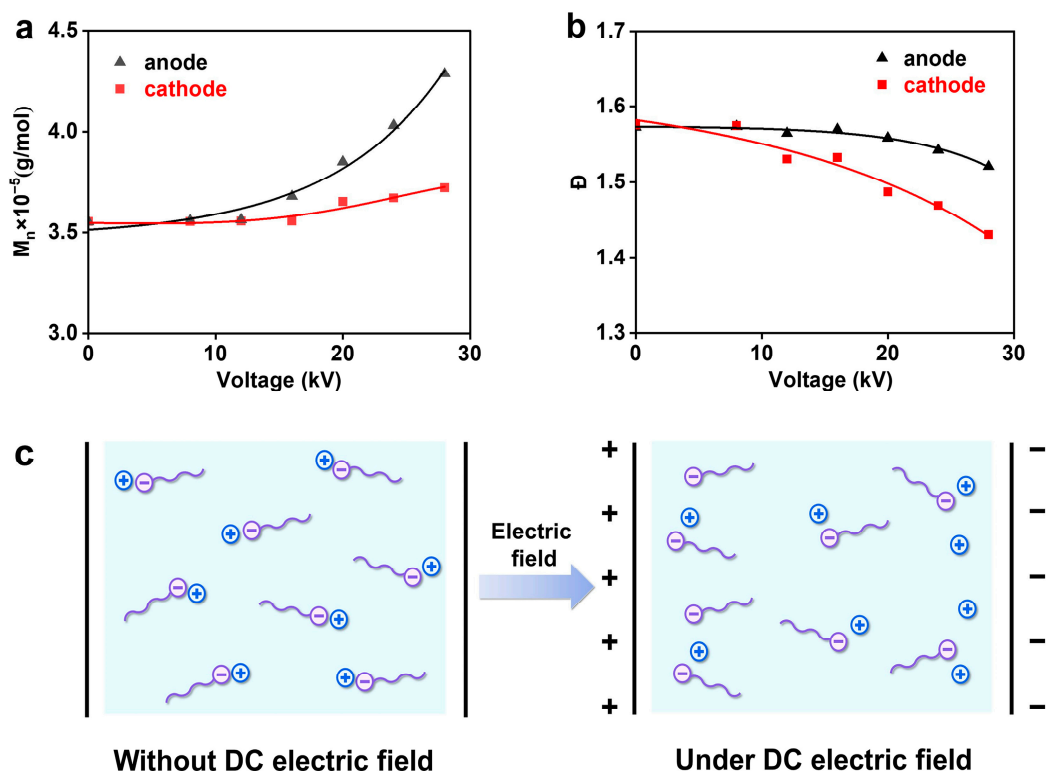 a
4.5
4.0
3.5
3.0
anode
cathode
Mn×10−5(g/mol)
0 10 20 30
Voltage (kV)
b
1.7
1.6
1.5
1.4
1.3
anode
cathode
Đ
0 10 20 30
Voltage (kV)
c
+ − + −
+ − + −
− + − +
− + − +
− + + −
Electric
field
+ −
+ −
+ −
+ −
+ −
− − +
+ + −
− +
− + +
− +
− +
− +
Without DC electric field
Under DC electric field